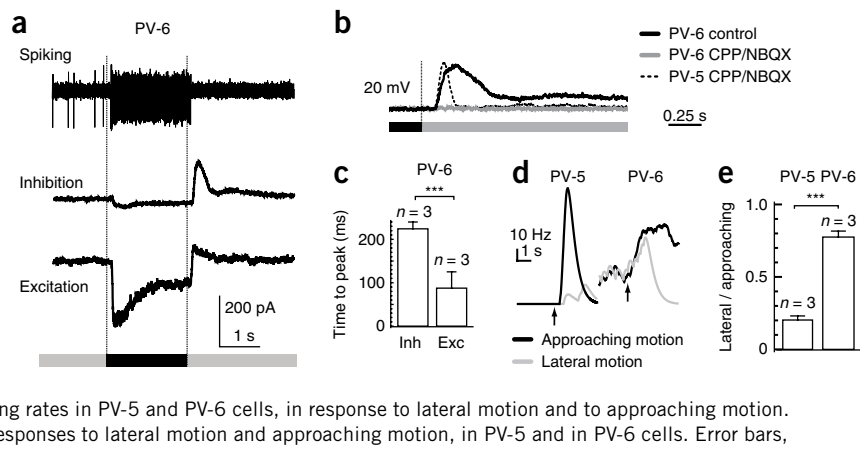 a
PV-6
Spiking
Inhibition
Excitation
200 pA
1 s
b
20 mV
PV-6 control
PV-6 CPP/NBQX
PV-5 CPP/NBQX
0.25 s
c
PV-6
***
n = 3
n = 3
Time to peak (ms)
200
100
0
Inh Exc
d
PV-5 PV-6
10 Hz
1 s
Approaching motion
Lateral motion
e
PV-5 PV-6
***
n = 3
n = 3
Lateral / approaching
1.0
0.5
0
ng rates in PV-5 and PV-6 cells, in response to lateral motion and to approaching motion.
esponses to lateral motion and approaching motion, in PV-5 and in PV-6 cells. Error bars,